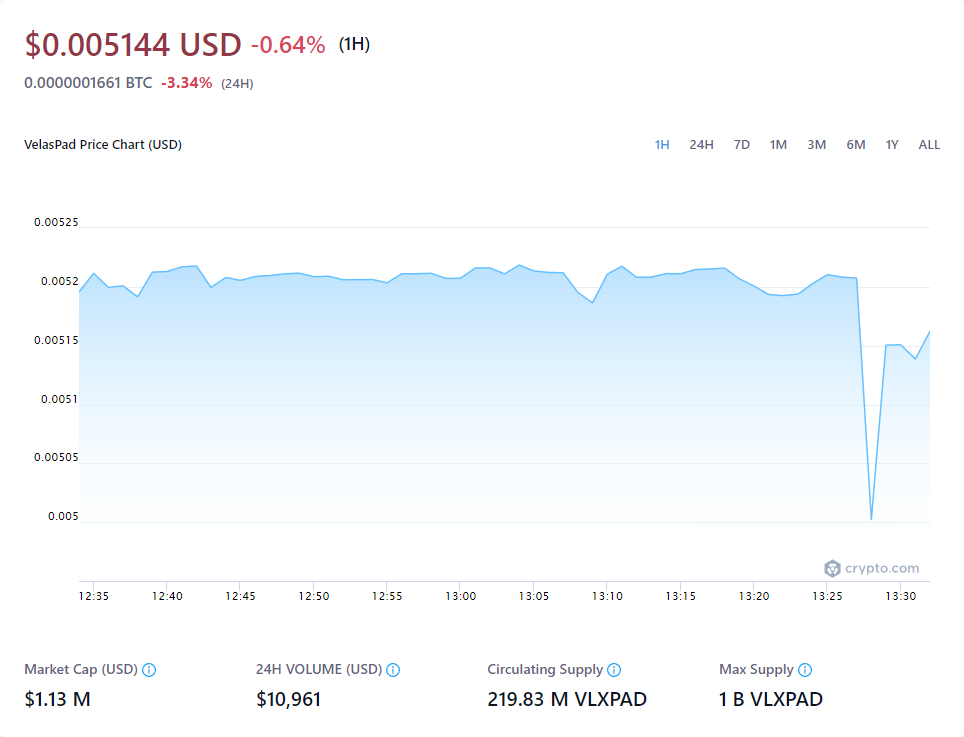 $0.005144 USD -0.64% (1H)
0.0000001661 BTC -3.34% (24H)
VelasPad Price Chart (USD) 1H 24H 7D 1M 3M 6M 1Y ALL
0.00525
0.0052
0.00515
0.0051
0.00505
0.005
crypto.com
12:35 12:40 12:45 12:50 12:55 13:00 13:05 13:10 13:15 13:20 13:25 13:30
Market Cap (USD) 24H VOLUME (USD) Circulating Supply Max Supply
$1.13 M $10,961 219.83 M VLXPAD 1 B VLXPAD